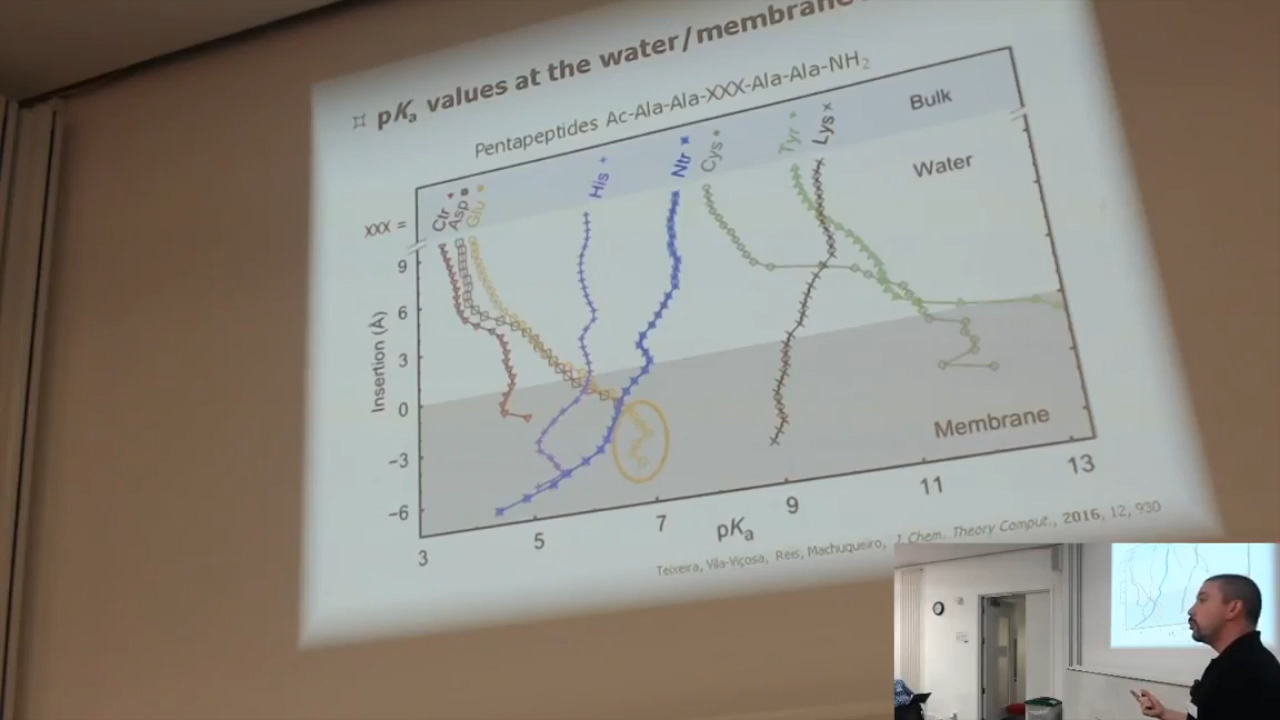 ¤ pKₐ values at the water/membrane
Pentapeptides Ac-Ala-Ala-XXX-Ala-Ala-NH₂
XXX =
Ctr
Asp
Glu
His
Ntr
Cys
Tyr
Lys
Bulk
Water
Membrane
Insertion (Å)
9
6
3
0
−3
−6
3
5
7
9
11
13
pKₐ
Teixeira, Vila-Viçosa, Reis, Machuqueiro, J. Chem. Theory Comput., 2016, 12, 930